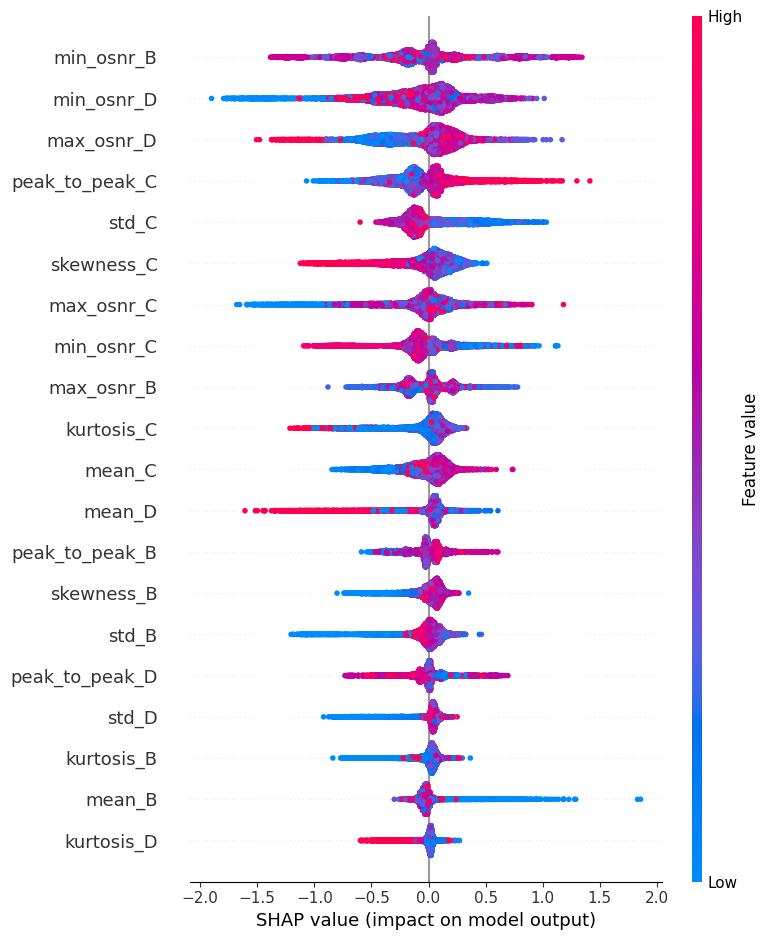 High
min_osnr_B
min_osnr_D
max_osnr_D
peak_to_peak_C
std_C
skewness_C
max_osnr_C
min_osnr_C
max_osnr_B
kurtosis_C
mean_C
mean_D
peak_to_peak_B
skewness_B
std_B
peak_to_peak_D
std_D
kurtosis_B
mean_B
kurtosis_D
Feature value
Low
−2.0 −1.5 −1.0 −0.5 0.0 0.5 1.0 1.5 2.0
SHAP value (impact on model output)